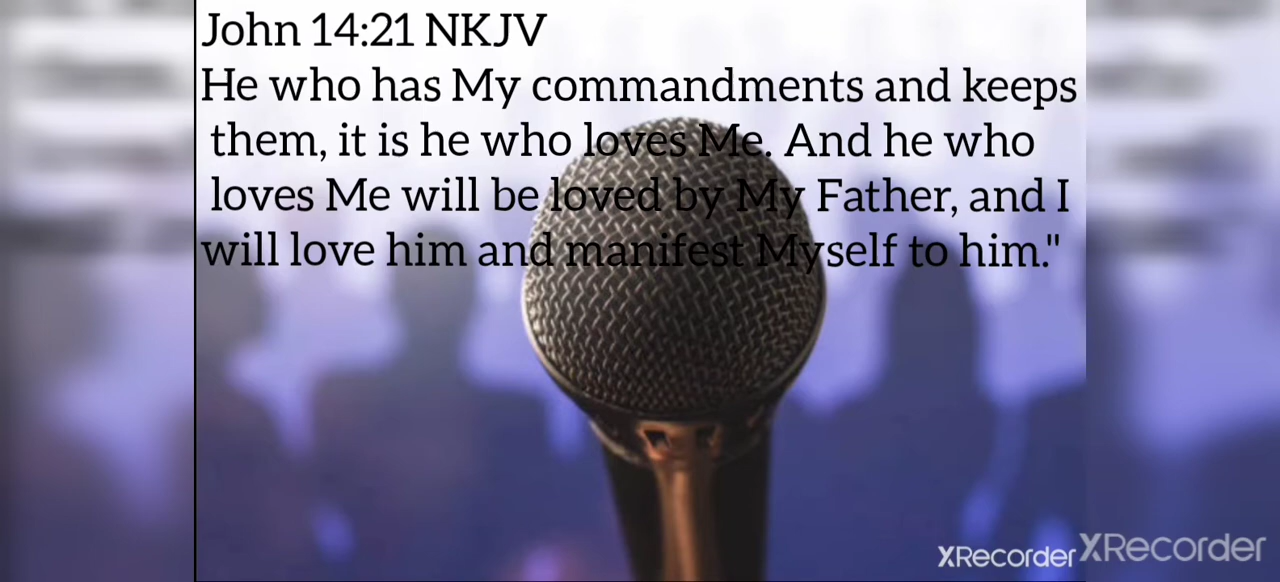 John 14:21 NKJV
He who has My commandments and keeps
them, it is he who loves Me. And he who
loves Me will be loved by My Father, and I
will love him and manifest Myself to him."
XRecorder
XRecorder